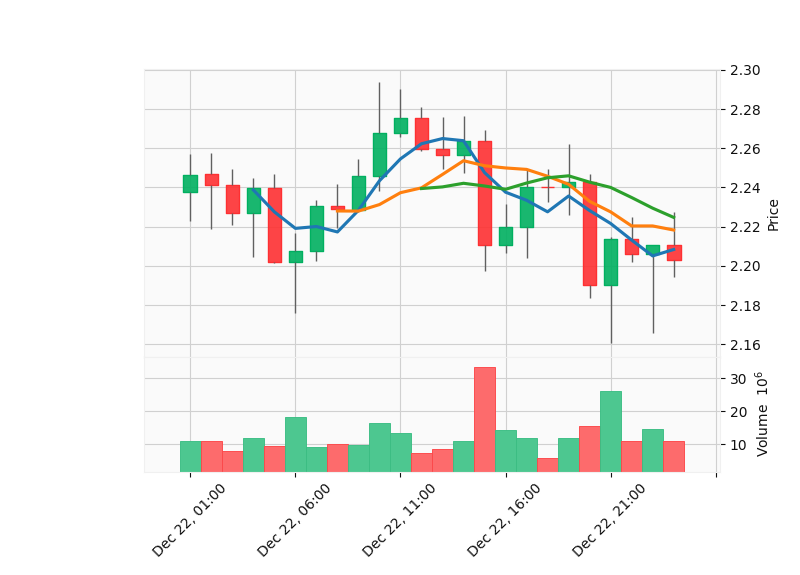 2.30
2.28
2.26
2.24
2.22
2.20
2.18
2.16
Price
30
20
10
Volume 10^6
Dec 22, 01:00
Dec 22, 06:00
Dec 22, 11:00
Dec 22, 16:00
Dec 22, 21:00